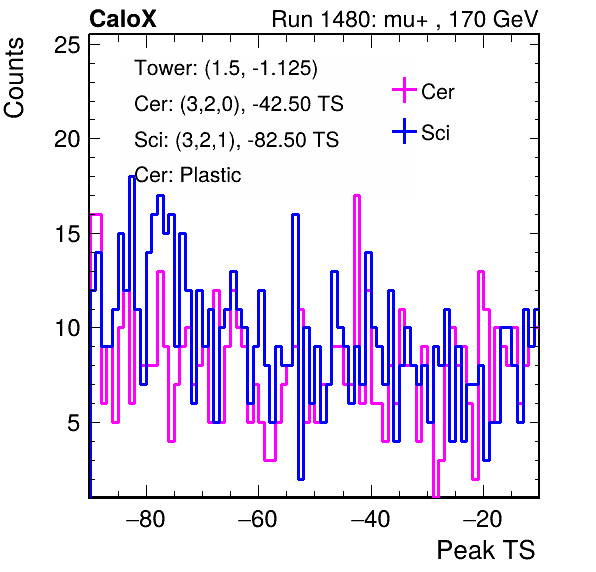 CaloX Run 1480: mu+ , 170 GeV
Counts
25
20
15
10
5
Tower: (1.5, -1.125)
Cer: (3,2,0), -42.50 TS
Sci: (3,2,1), -82.50 TS
Cer: Plastic
Cer
Sci
−80 −60 −40 −20
Peak TS